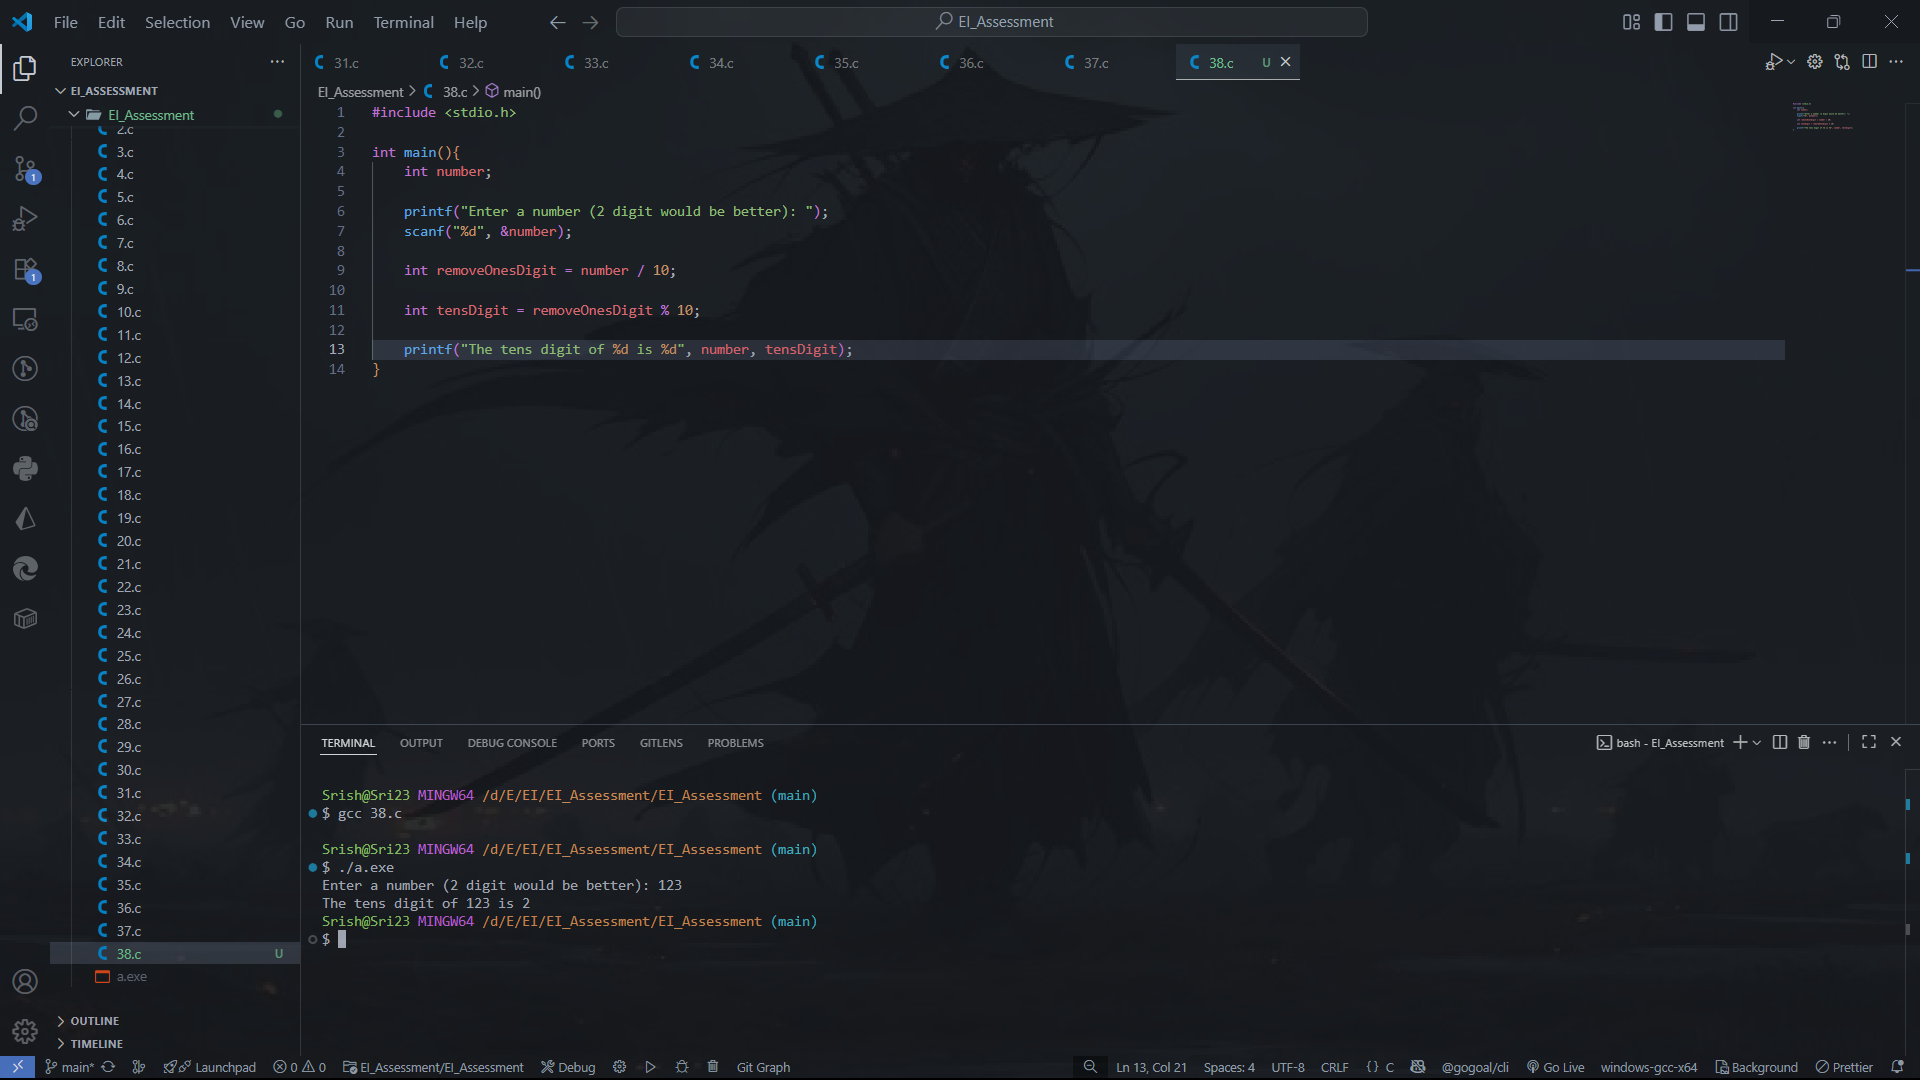 File Edit Selection View Go Run Terminal Help
EI_Assessment
EXPLORER
EI_ASSESSMENT
EI_Assessment
2.c
3.c
4.c
5.c
6.c
7.c
8.c
9.c
10.c
11.c
12.c
13.c
14.c
15.c
16.c
17.c
18.c
19.c
20.c
21.c
22.c
23.c
24.c
25.c
26.c
27.c
28.c
29.c
30.c
31.c
32.c
33.c
34.c
35.c
36.c
37.c
38.c U
a.exe
OUTLINE
TIMELINE
31.c 32.c 33.c 34.c 35.c 36.c 37.c 38.c U
EI_Assessment > 38.c > main()
1 #include <stdio.h>
2
3 int main(){
4 int number;
5
6 printf("Enter a number (2 digit would be better): ");
7 scanf("%d", &number);
8
9 int removeOnesDigit = number / 10;
10
11 int tensDigit = removeOnesDigit % 10;
12
13 printf("The tens digit of %d is %d", number, tensDigit);
14 }
TERMINAL OUTPUT DEBUG CONSOLE PORTS GITLENS PROBLEMS
bash - EI_Assessment
Srish@Sri23 MINGW64 /d/E/EI/EI_Assessment/EI_Assessment (main)
$ gcc 38.c
Srish@Sri23 MINGW64 /d/E/EI/EI_Assessment/EI_Assessment (main)
$ ./a.exe
Enter a number (2 digit would be better): 123
The tens digit of 123 is 2
Srish@Sri23 MINGW64 /d/E/EI/EI_Assessment/EI_Assessment (main)
$
1
1
main* Launchpad 0 0 EI_Assessment/EI_Assessment Debug Git Graph Ln 13, Col 21 Spaces: 4 UTF-8 CRLF {} C @gogoal/cli Go Live windows-gcc-x64 Background Prettier